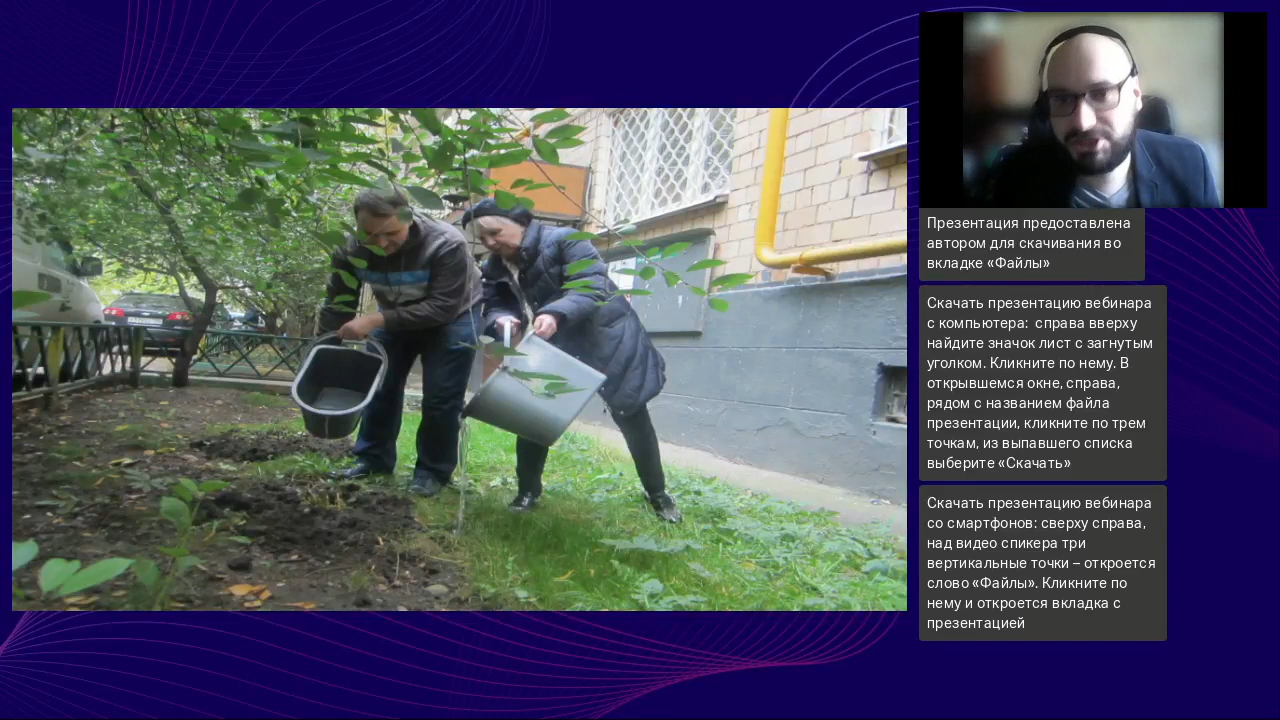 Презентация предоставлена
автором для скачивания во
вкладке «Файлы»
Скачать презентацию вебинара
с компьютера: справа вверху
найдите значок лист с загнутым
уголком. Кликните по нему. В
открывшемся окне, справа,
рядом с названием файла
презентации, кликните по трем
точкам, из выпавшего списка
выберите «Скачать»
Скачать презентацию вебинара
со смартфонов: сверху справа,
над видео спикера три
вертикальные точки – откроется
слово «Файлы». Кликните по
нему и откроется вкладка с
презентацией